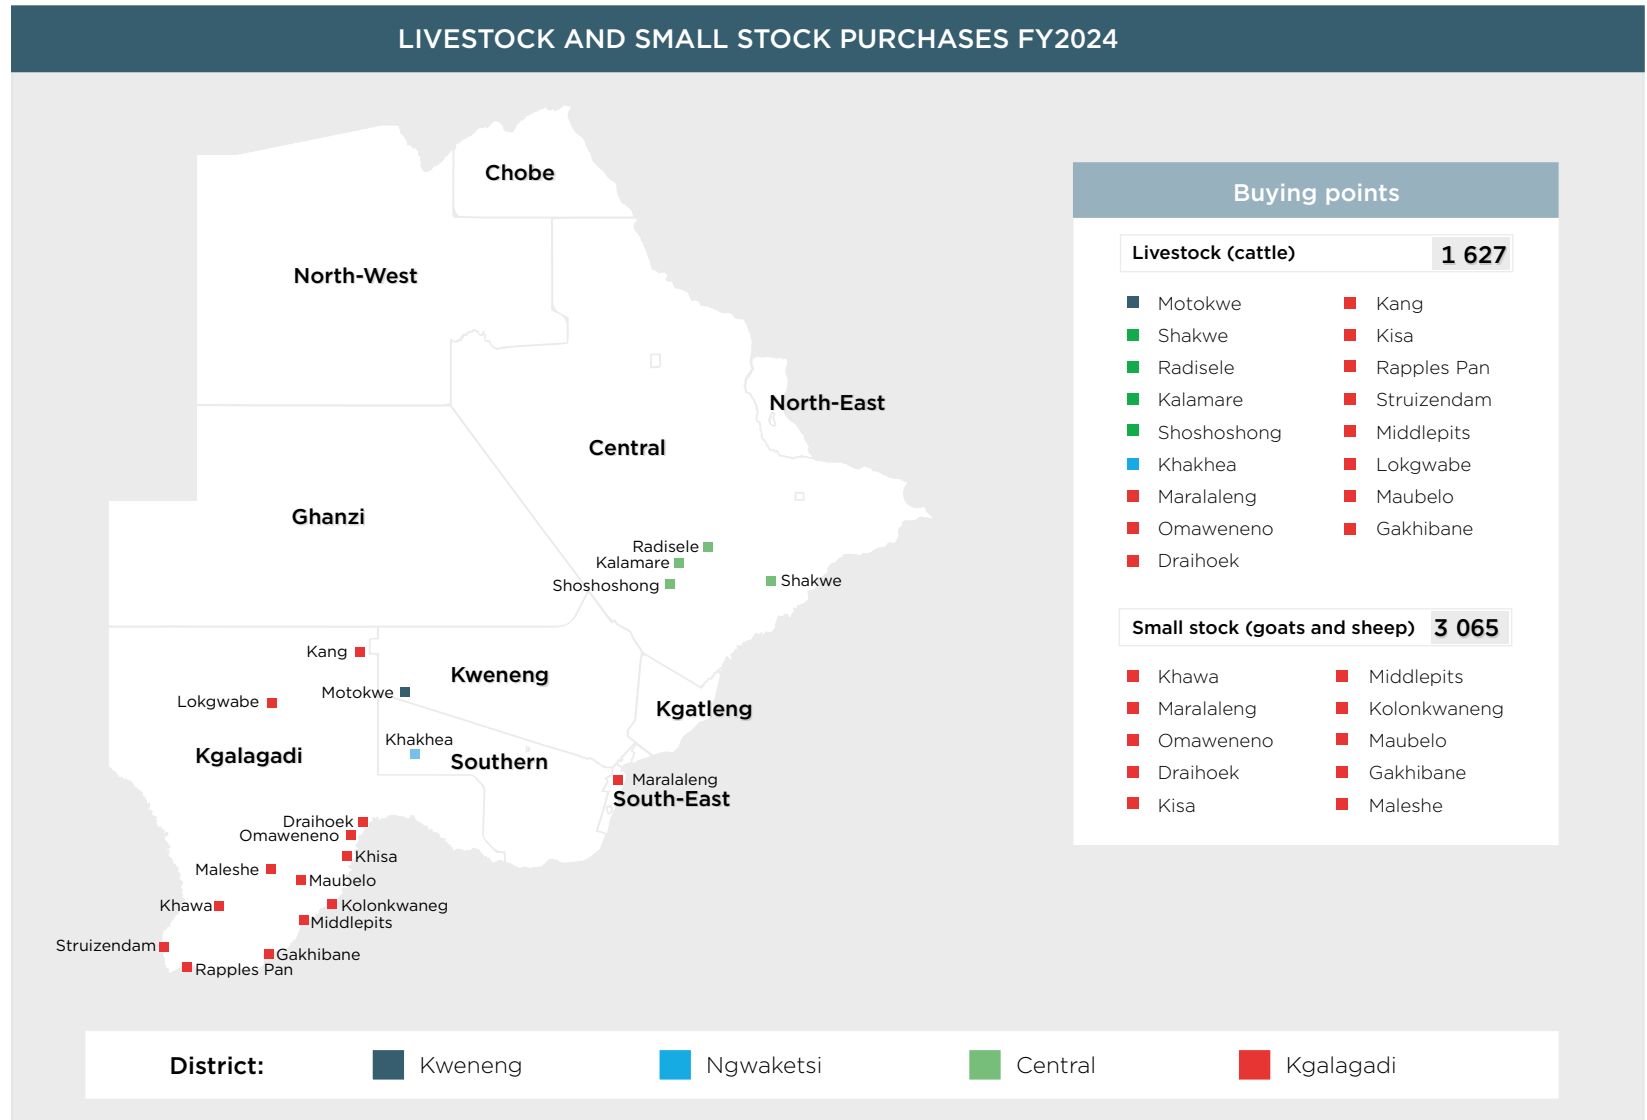 LIVESTOCK AND SMALL STOCK PURCHASES FY2024
Chobe
North-West
North-East
Central
Ghanzi
Radisele
Kalamare
Shoshoshong
Shakwe
Kang
Kweneng
Motokwe
Lokgwabe
Kgatleng
Khakhea
Kgalagadi
Southern
Maralaleng
South-East
Draihoek
Omaweneno
Khisa
Maleshe
Maubelo
Khawa
Kolonkwaneg
Middlepits
Struizendam
Gakhibane
Rapples Pan
Buying points
Livestock (cattle) 1 627
Motokwe
Shakwe
Radisele
Kalamare
Shoshoshong
Khakhea
Maralaleng
Omaweneno
Draihoek
Kang
Kisa
Rapples Pan
Struizendam
Middlepits
Lokgwabe
Maubelo
Gakhibane
Small stock (goats and sheep) 3 065
Khawa
Maralaleng
Omaweneno
Draihoek
Kisa
Middlepits
Kolonkwaneng
Maubelo
Gakhibane
Maleshe
District: Kweneng Ngwaketsi Central Kgalagadi